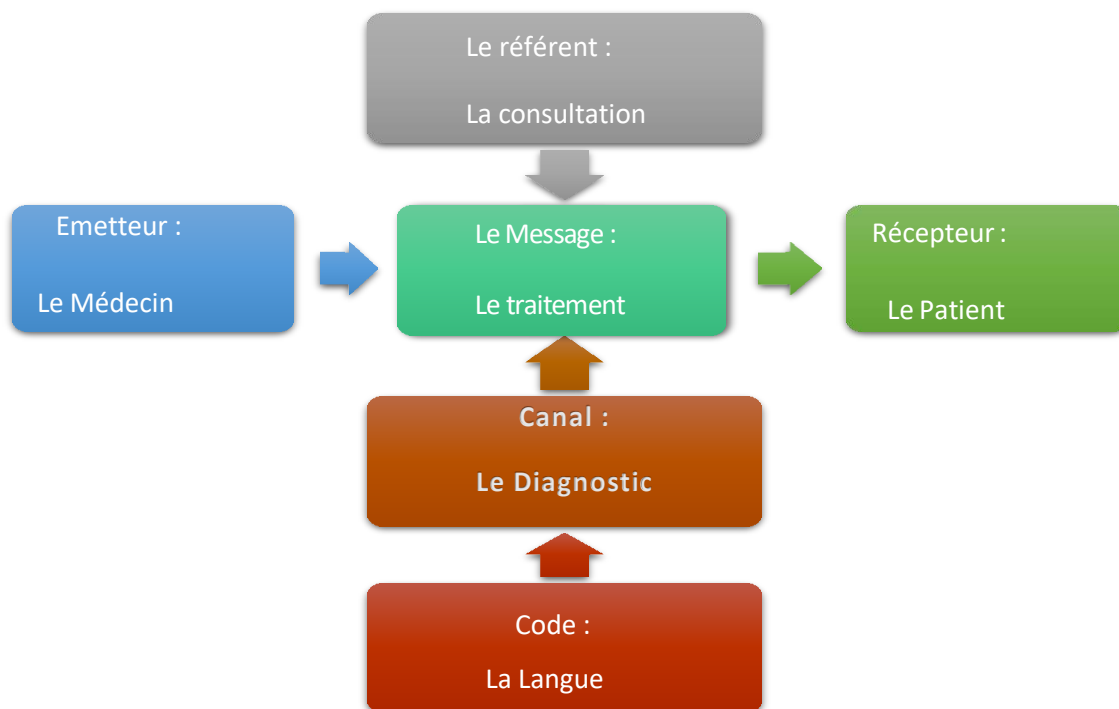 Le référent :
La consultation
Emetteur :
Le Médecin
Le Message :
Le traitement
Récepteur :
Le Patient
Canal :
Le Diagnostic
Code :
La Langue